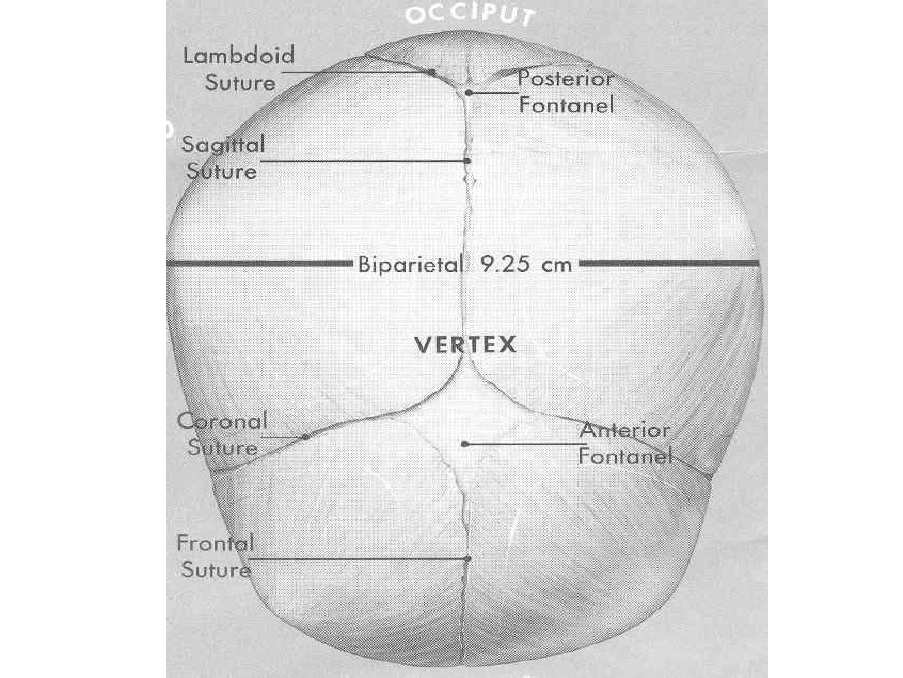 OCCIPUT
Lambdoid
Suture
Posterior
Fontanel
Sagittal
Suture
Biparietal 9.25 cm
VERTEX
Coronal
Suture
Anterior
Fontanel
Frontal
Suture